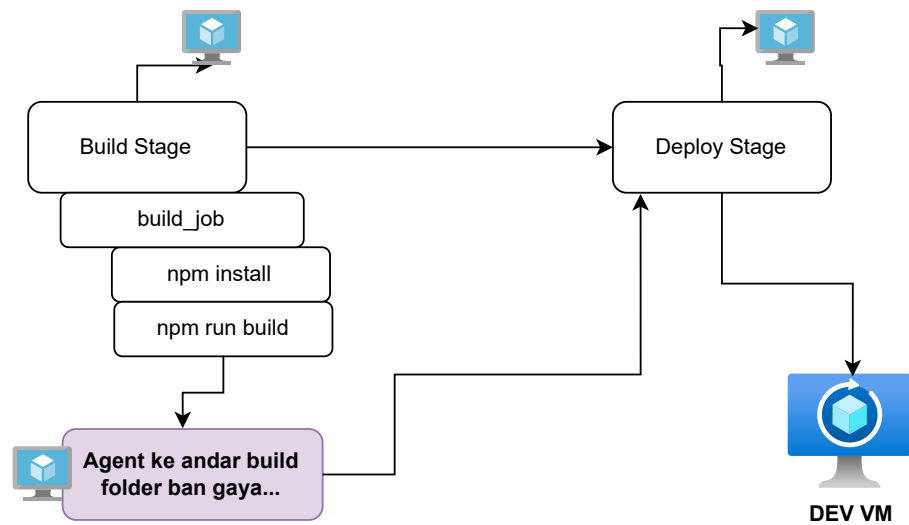 Build Stage
Deploy Stage
build_job
npm install
npm run build
Agent ke andar build
folder ban gaya...
DEV VM